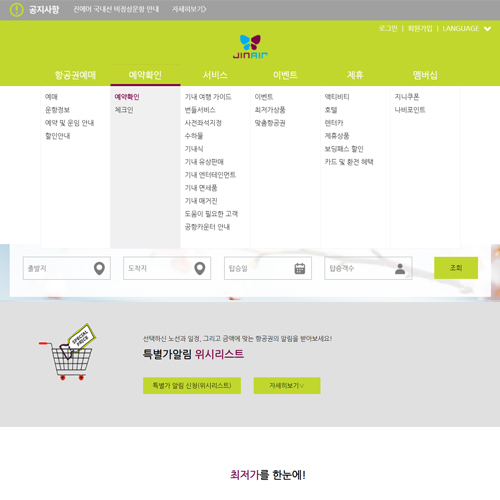 공지사항 진에어 국내선 비정상운항 안내 자세히보기>
로그인 | 회원가입 | LANGUAGE
JINAIR
항공권예매 예약확인 서비스 이벤트 제휴 멤버십
예매
운항정보
예약 및 운임 안내
할인안내
예약확인
체크인
기내 여행 가이드
번들서비스
사전좌석지정
수하물
기내식
기내 유상판매
기내 엔터테인먼트
기내 면세품
기내 매거진
도움이 필요한 고객
공항카운터 안내
이벤트
최저가상품
맞춤항공권
액티비티
호텔
렌터카
제휴상품
보딩패스 할인
카드 및 환전 혜택
지니쿠폰
나비포인트
출발지 도착지 탑승일 탑승객수 조회
SPECIAL PRICE
선택하신 노선과 일정, 그리고 금액에 맞는 항공권의 알림을 받아보세요!
특별가알림 위시리스트
특별가 알림 신청(위시리스트) 자세히보기
최저가를 한눈에!